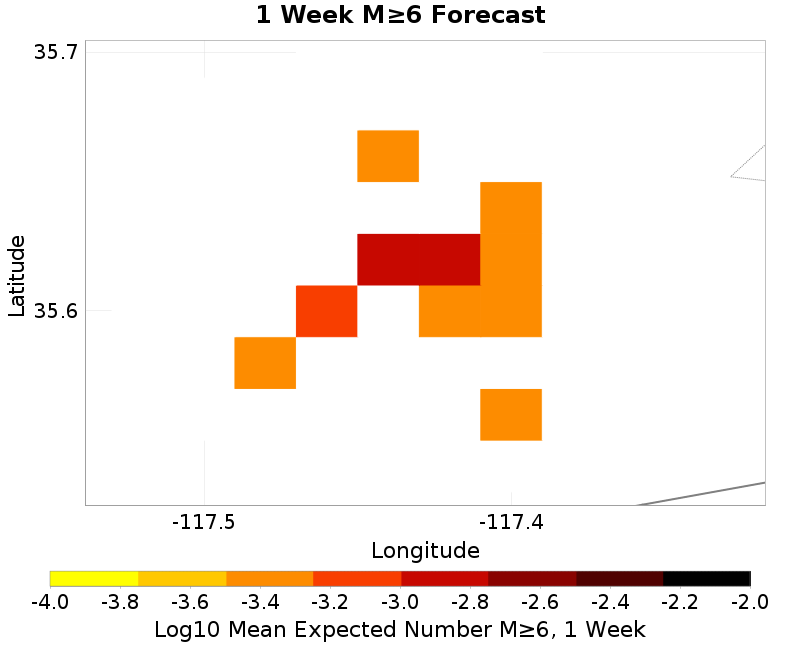 1 Week M≥6 Forecast
35.7
35.6
Latitude
-117.5 -117.4
Longitude
-4.0 -3.8 -3.6 -3.4 -3.2 -3.0 -2.8 -2.6 -2.4 -2.2 -2.0
Log10 Mean Expected Number M≥6, 1 Week